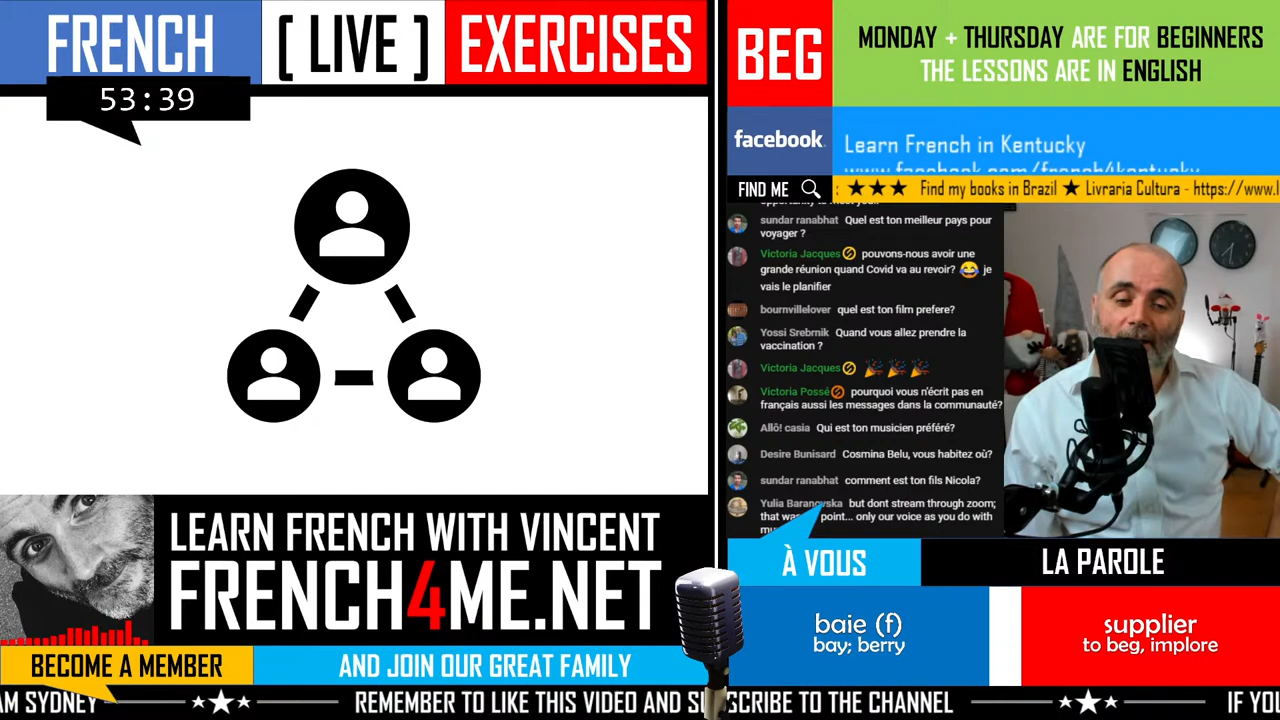 FRENCH
[ LIVE ]
EXERCISES
53:39
BEG
MONDAY + THURSDAY ARE FOR BEGINNERS
THE LESSONS ARE IN ENGLISH
facebook.
Learn French in Kentucky
www.facebook.com/french4kentucky
FIND ME
: ★★★ Find my books in Brazil ★ Livraria Cultura - https://www.l
sundar ranabhat Quel est ton meilleur pays pour
voyager ?
Victoria Jacques pouvons-nous avoir une
grande réunion quand Covid va au revoir? 😂 je
vais le planifier
bournvillelover quel est ton film prefere?
Yossi Srebrnik Quand vous allez prendre la
vaccination ?
Victoria Jacques 🎉 🎉 🎉
Victoria Possé pourquoi vous n'écrit pas en
français aussi les messages dans la communauté?
Allô! casia Qui est ton musicien préféré?
Desire Bunisard Cosmina Belu, vous habitez où?
sundar ranabhat comment est ton fils Nicola?
Yulia Baranovska but dont stream through zoom;
that point... only our voice as you do with
À VOUS
LA PAROLE
LEARN FRENCH WITH VINCENT
FRENCH4ME.NET
baie (f)
bay; berry
supplier
to beg, implore
BECOME A MEMBER
AND JOIN OUR GREAT FAMILY
AM SYDNEY ★ REMEMBER TO LIKE THIS VIDEO AND SUBSCRIBE TO THE CHANNEL ★ IF YO